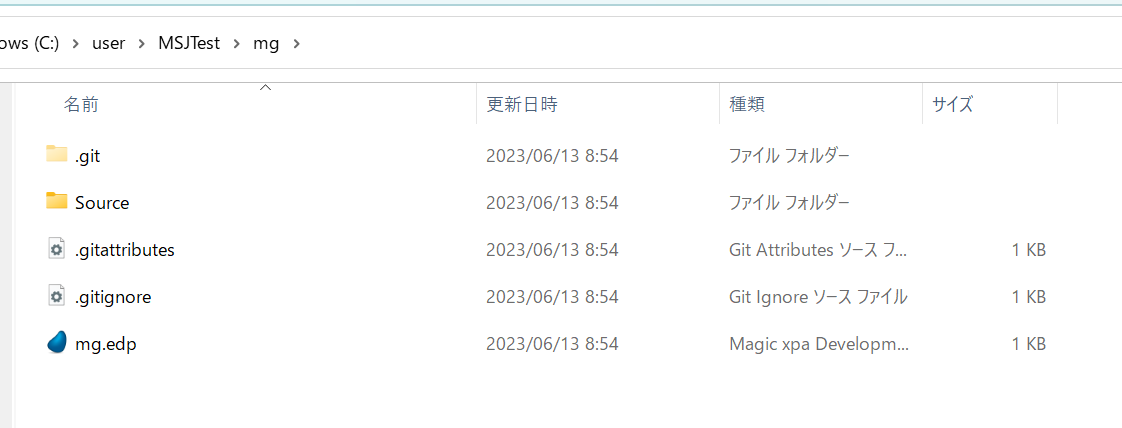 ows (C:) > user > MSJTest > mg >
名前 更新日時 種類 サイズ
.git 2023/06/13 8:54 ファイル フォルダー
Source 2023/06/13 8:54 ファイル フォルダー
.gitattributes 2023/06/13 8:54 Git Attributes ソース フ... 1 KB
.gitignore 2023/06/13 8:54 Git Ignore ソース ファイル 1 KB
mg.edp 2023/06/13 8:54 Magic xpa Developm... 1 KB